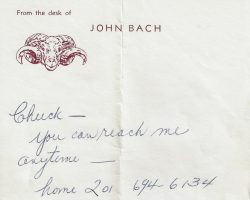 From the desk of
JOHN BACH
Chuck —
you can reach me
anytime —
home 201 694-6134